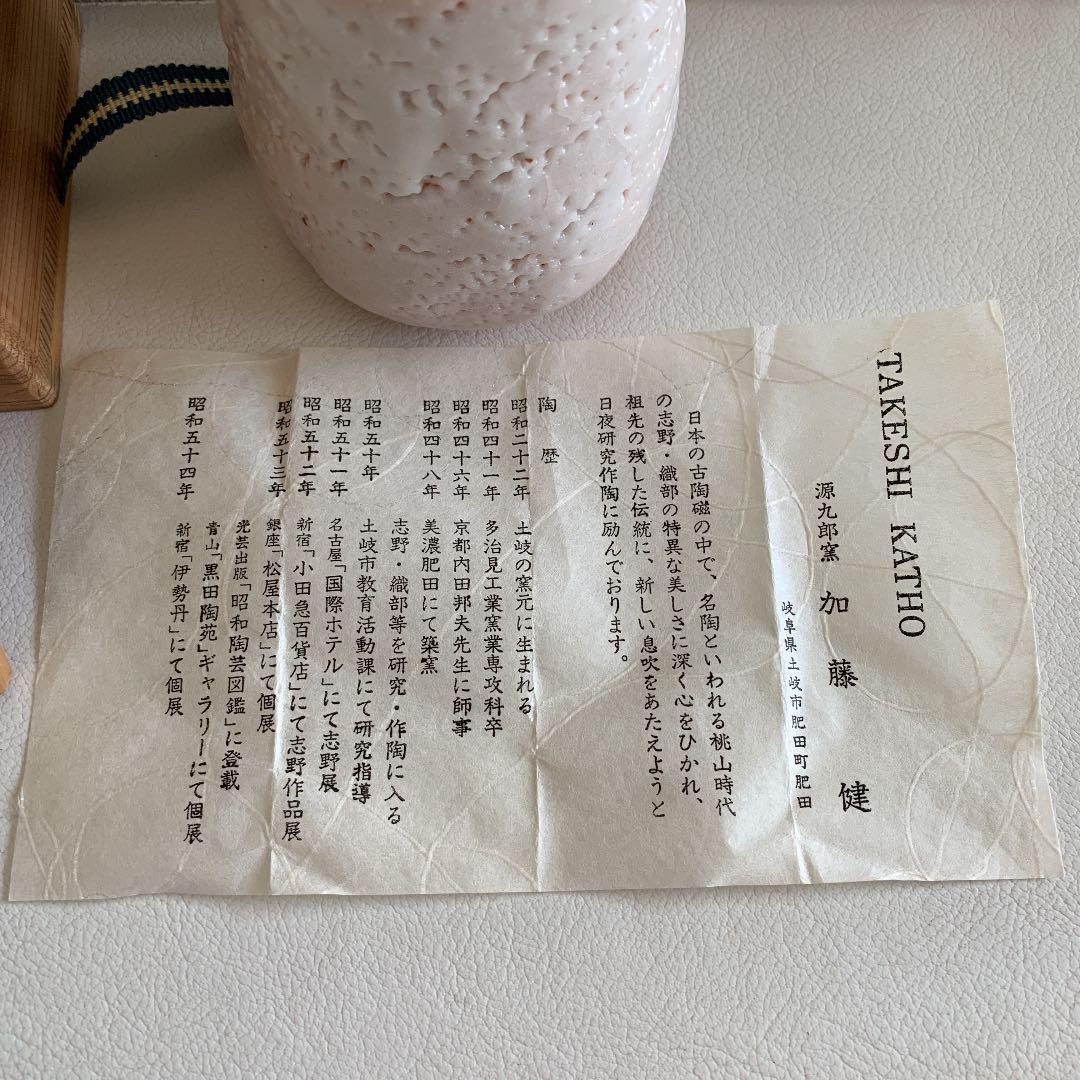 TAKESHI KATHO
源九郎窯 加藤健
岐阜県土岐市肥田町肥田
日本の古陶磁の中で、名陶といわれる桃山時代
の志野・織部の特異な美しさに深く心をひかれ、
祖先の残した伝統に、新しい息吹をあたえようと
日夜研究作陶に励んでおります。
陶歴
昭和二十二年 土岐の窯元に生まれる
昭和四十一年 多治見工業窯業専攻科卒
昭和四十六年 京都内田邦夫先生に師事
昭和四十八年 美濃肥田にて築窯
志野・織部等を研究・作陶に入る
昭和五十年 土岐市教育活動課にて研究指導
昭和五十一年 名古屋「国際ホテル」にて志野展
昭和五十二年 新宿「小田急百貨店」にて志野作品展
昭和五十三年 銀座「松屋本店」にて個展
光芸出版「昭和陶芸図鑑」に登載
青山「黒田陶苑」ギャラリーにて個展
昭和五十四年 新宿「伊勢丹」にて個展